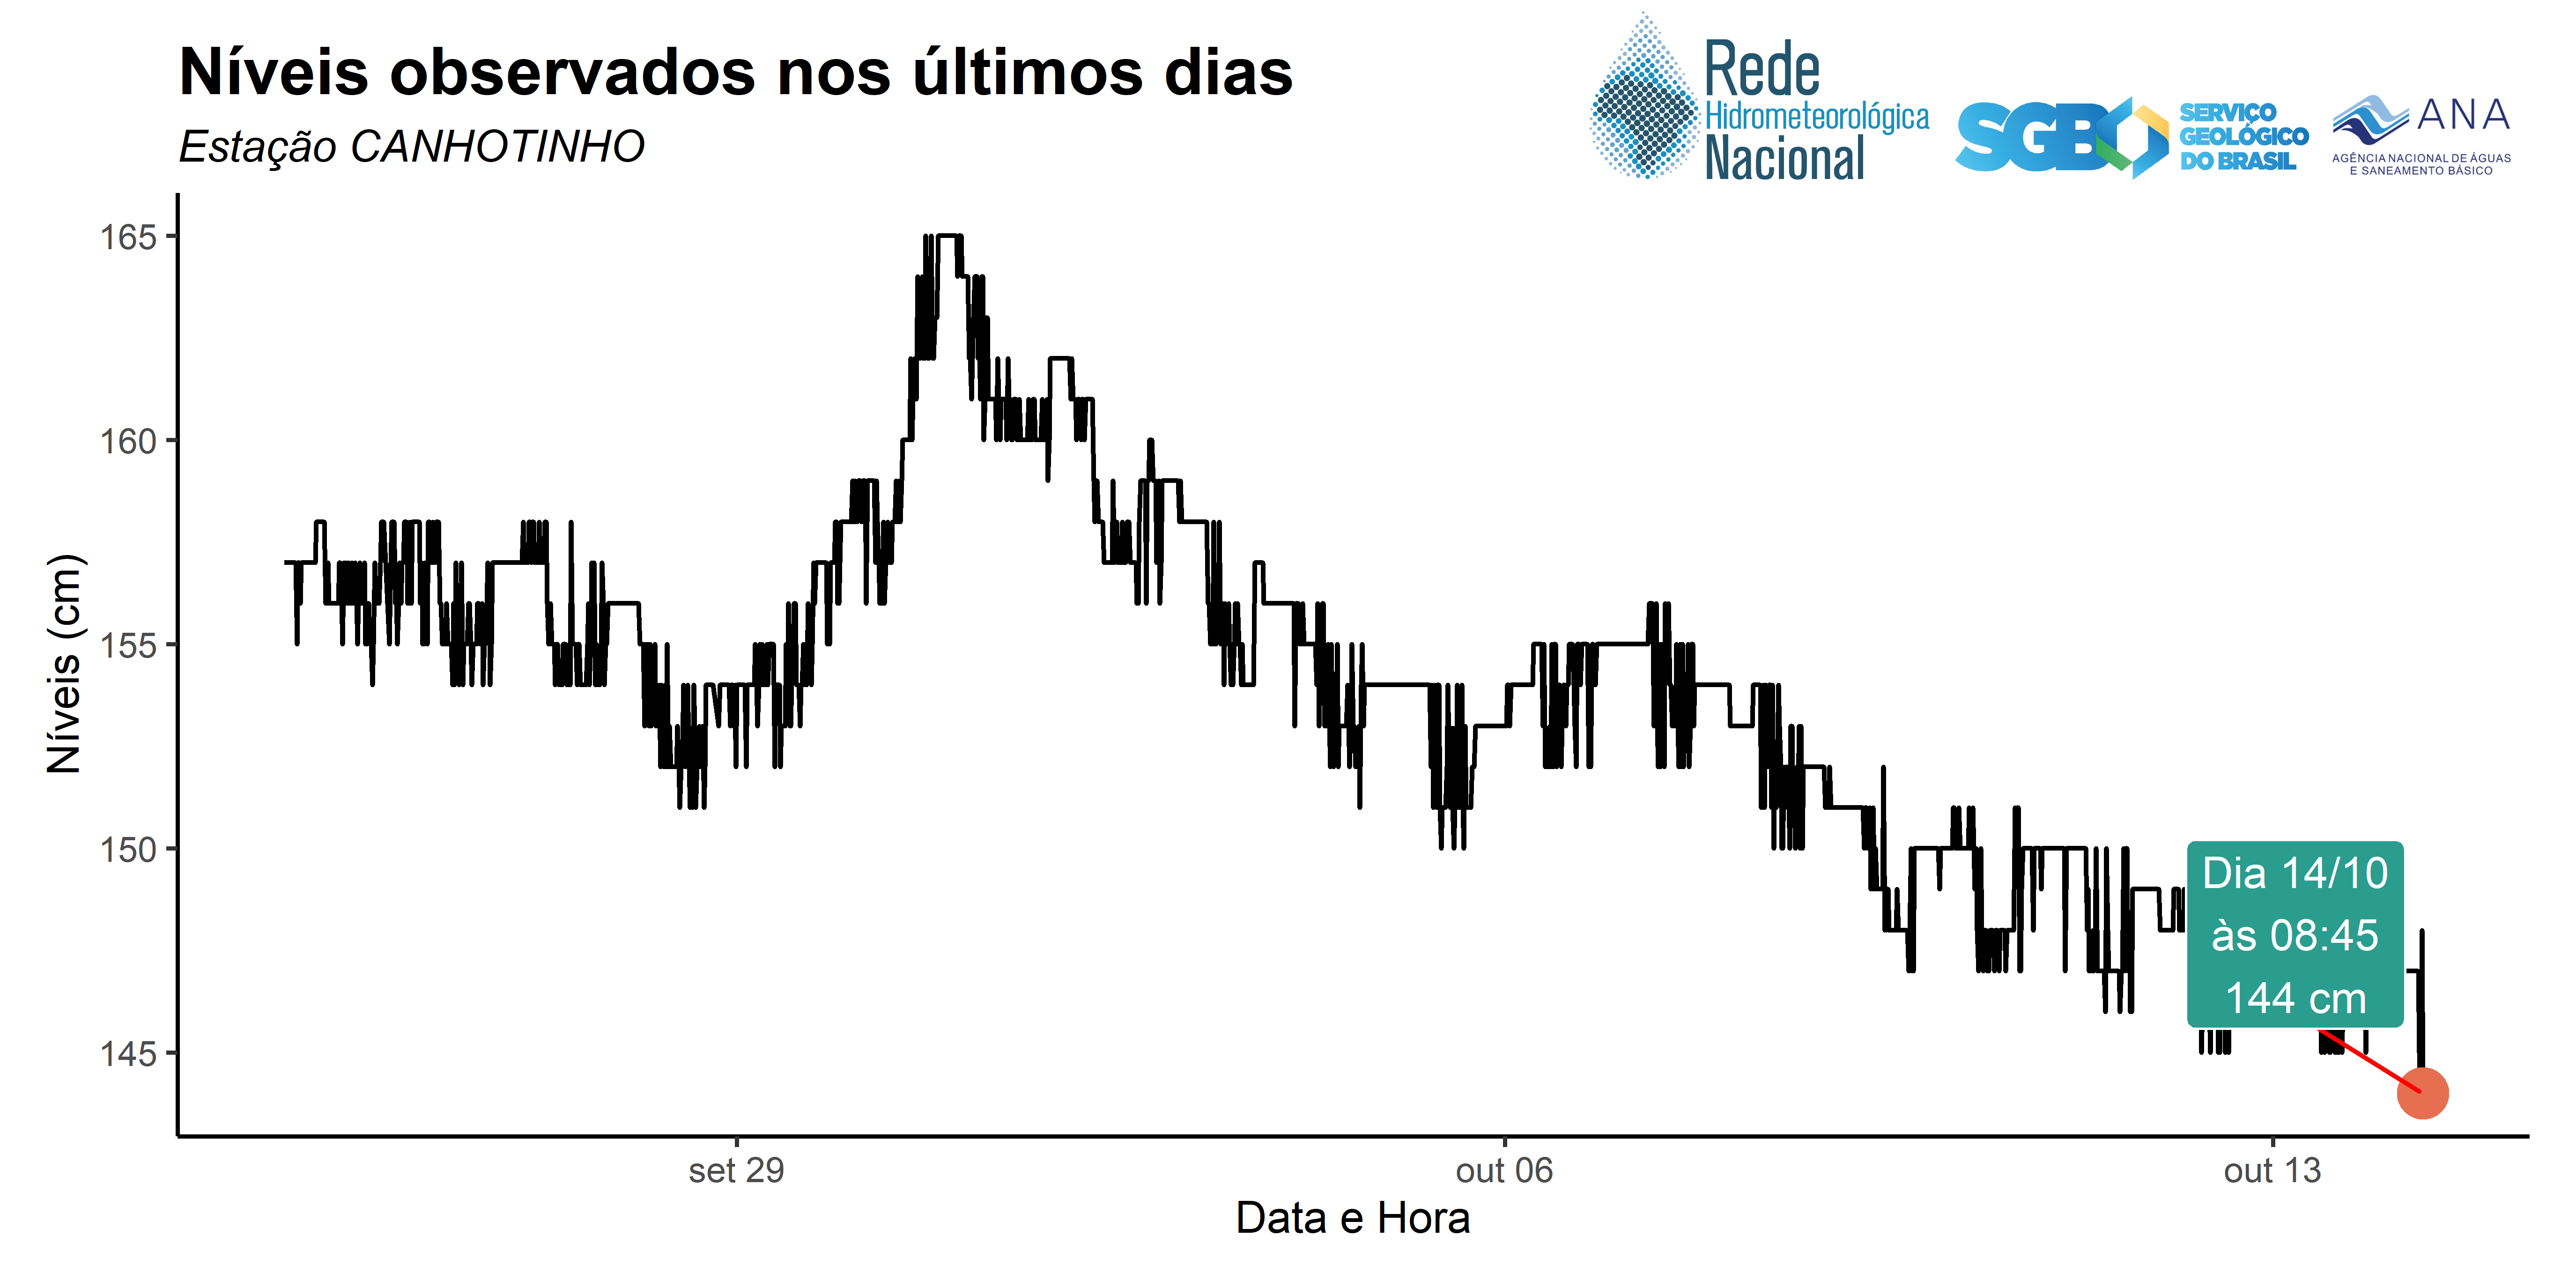 Níveis observados nos últimos dias
Estação CANHOTINHO
Rede
Hidrometeorológica
Nacional
SGB
SERVIÇO
GEOLÓGICO
DO BRASIL
ANA
AGÊNCIA NACIONAL DE ÁGUAS
E SANEAMENTO BÁSICO
Níveis (cm)
165
160
155
150
145
Dia 14/10
às 08:45
144 cm
set 29
out 06
out 13
Data e Hora